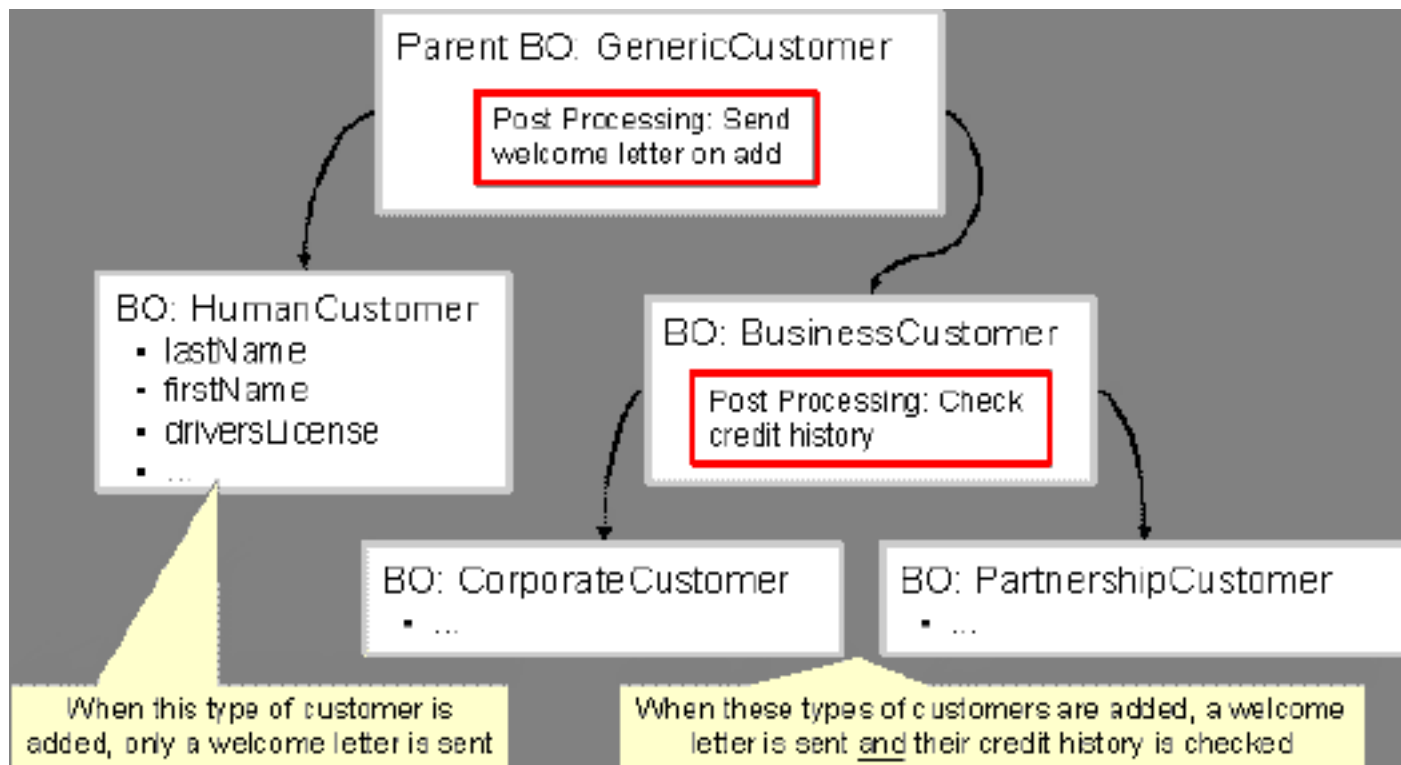 Parent BO: GenericCustomer
Post Processing: Send
welcome letter on add
BO: HumanCustomer
▪ lastName
▪ firstName
▪ driversLicense
▪ ...
BO: BusinessCustomer
Post Processing: Check
credit history
BO: CorporateCustomer
▪ ...
BO: PartnershipCustomer
▪ ...
When this type of customer is
added, only a welcome letter is sent
When these types of customers are added, a welcome
letter is sent and their credit history is checked